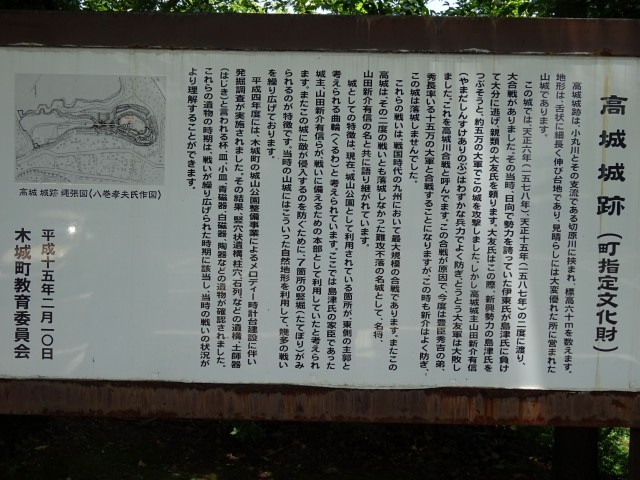 高城城跡(町指定文化財)
高城城跡は、小丸川とその支流である切原川に挟まれ、標高六十mを数えます。
地形は、舌状に細長く伸びる台地であり、見晴らしには大変優れた所に営まれた
山城であります。
この城では、天正六年(一五七八年)、天正十五年(一五八七年)の二度に渡り、
大合戦がありました。その当時、日向で勢力を誇っていた伊東氏が島津氏に負け
て大分に逃げ、親類の大友氏を頼ります。大友氏はこの際、新興勢力の島津氏を
つぶそうと、約五万の大軍でこの城を攻撃しました。しかし高城城主山田新介有信
(やまだしんすけありのぶ)はわずかな兵力でよく防ぎ、とうとう大友軍は大敗し
ました。これを高城川合戦と呼んでます。この合戦が原因で、今度は豊臣秀吉の弟、
秀長率いる十五万の大軍と合戦することになりますが、この時も新介はよく防ぎ、
この城は落城しませんでした。
これらの戦いは、戦国時代の九州において最大規模の合戦であります。またこの
高城は、その二度の戦いとも落城しなかった難攻不落の名城として、名将、
山田新介有信の名と共に語り継がれています。
城としての特徴は、現在、城山公園として利用されている箇所が、東側の主郭と
考えられる曲輪(くるわ)と考えられています。ここでは島津氏の家臣であった
城主、山田新介有信らが戦いに備えるための本部として利用していたと考えられ
ます。またこの城に敵が侵入するのを防ぐために、7箇所の堅堀(たてぼり)がみ
られるのが特徴です。当時の山城にはこういった自然地形を利用して、幾多の戦い
を繰り広げております。
平成四年度には、木城町の城山公園整備事業によるメロディー時計台建設に伴い
発掘調査が実施されました。その結果、竪穴状遺構、柱穴、石列、などの遺構、土師器
(はじき)と言われる杯、皿、小皿、青磁器、白磁器、陶器などの遺物が確認されました。
これらの遺物の時期は、戦いが繰り広げられた時期に該当し、当時の戦いの状況が
より理解することができます。
高城 城跡 縄張図(八巻孝夫氏作図)
平成十五年二月一〇日
木城町教育委員会